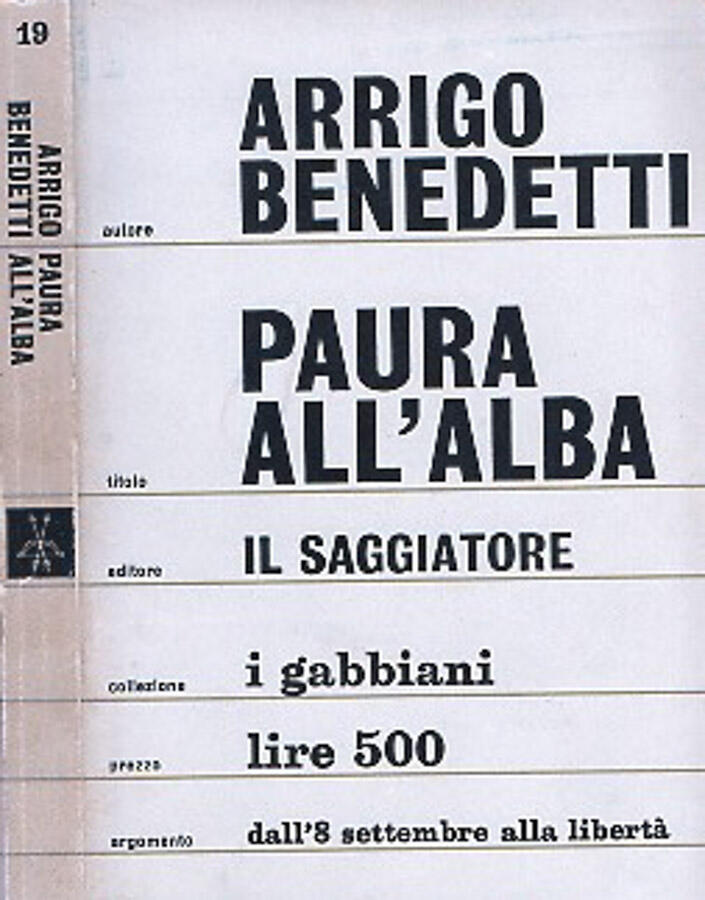 19
ARRIGO PAURA
BENEDETTI ALL'ALBA
ARRIGO
BENEDETTI
autore
PAURA
ALL'ALBA
titolo
editore IL SAGGIATORE
collezione i gabbiani
prezzo lire 500
argomento dall'8 settembre alla libertà